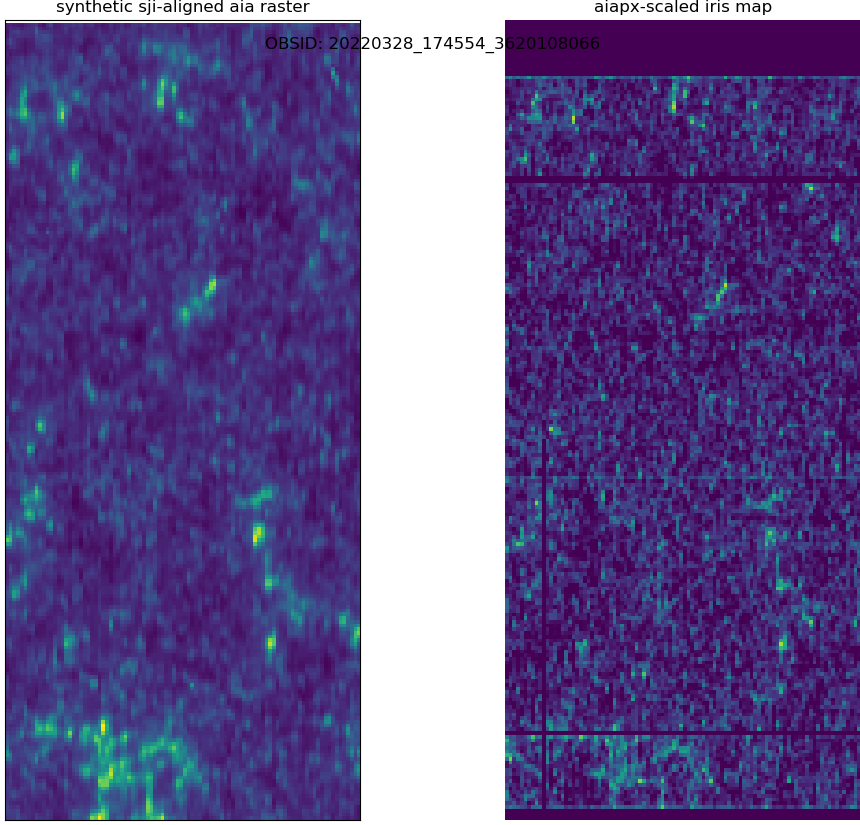 synthetic sji-aligned aia raster
aiapx-scaled iris map
OBSID: 20220328_174554_3620108066